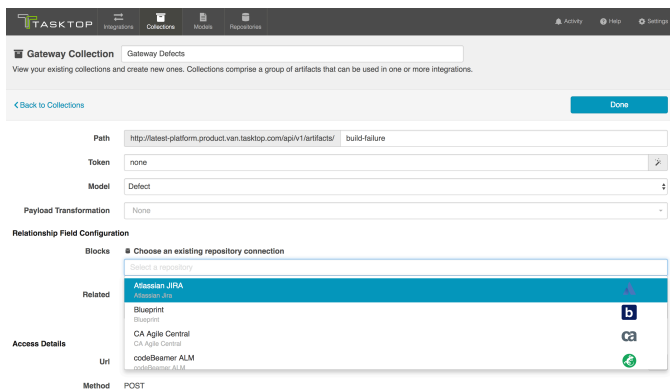 TASKTOP
Integrations
Collections
Models
Repositories
Activity
Help
Settings
Gateway Collection
Gateway Defects
View your existing collections and create new ones. Collections comprise a group of artifacts that can be used in one or more integrations.
Back to Collections
Done
Path
http://latest-platform.product.van.tasktop.com/api/v1/artifacts/
build-failure
Token
none
Model
Defect
Payload Transformation
None
Relationship Field Configuration
Blocks
Choose an existing repository connection
Select a repository
Related
Atlassian JIRA
Atlassian Jira
Blueprint
Blueprint
b
CA Agile Central
CA Agile Central
ca
codeBeamer ALM
codeBeamer ALM
Access Details
Url
Method
POST